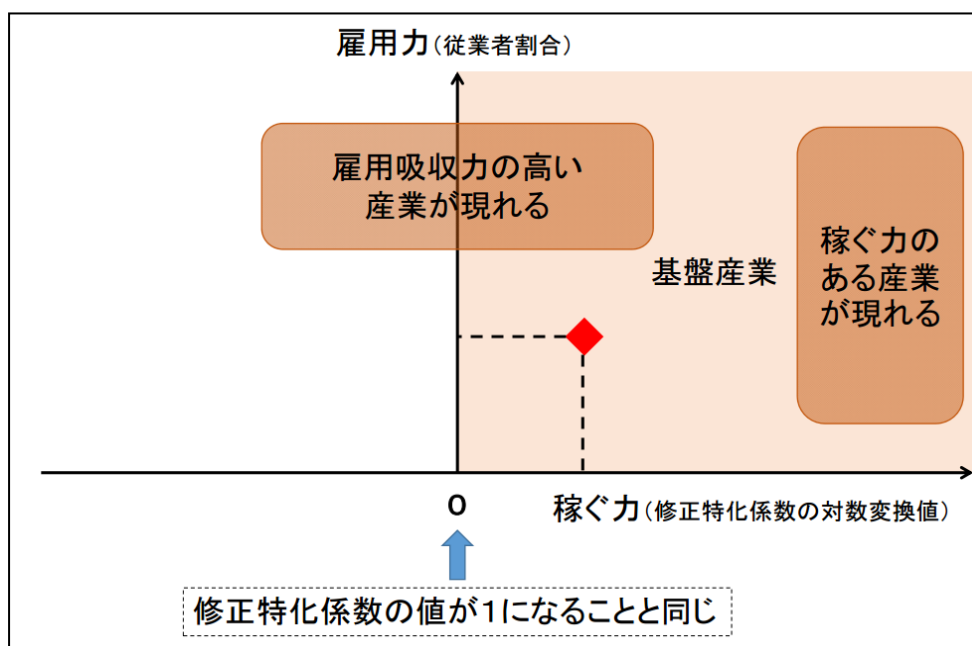 雇用力(従業者割合)
雇用吸収力の高い
産業が現れる
基盤産業
稼ぐ力の
ある産業
が現れる
0
稼ぐ力(修正特化係数の対数変換値)
修正特化係数の値が1になることと同じ